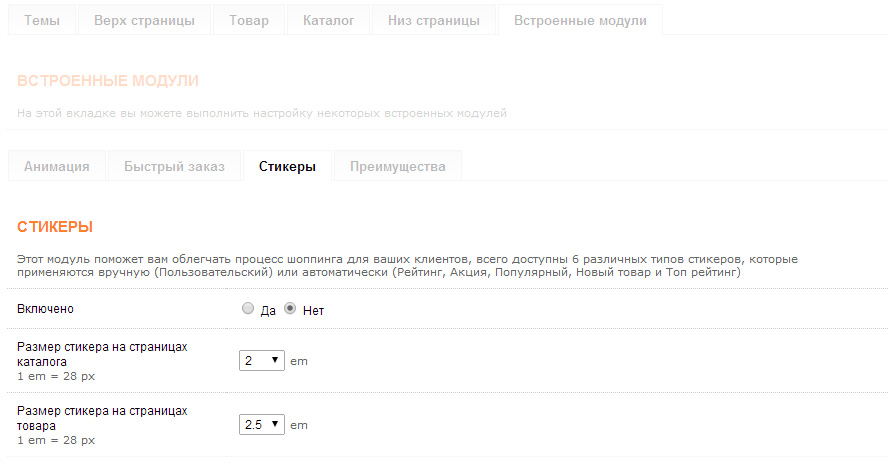 Темы Верх страницы Товар Каталог Низ страницы Встроенные модули
ВСТРОЕННЫЕ МОДУЛИ
На этой вкладке вы можете выполнить настройку некоторых встроенных модулей
Анимация Быстрый заказ Стикеры Преимущества
СТИКЕРЫ
Этот модуль поможет вам облегчать процесс шоппинга для ваших клиентов, всего доступны 6 различных типов стикеров, которые
применяются вручную (Пользовательский) или автоматически (Рейтинг, Акция, Популярный, Новый товар и Топ рейтинг)
Включено Да Нет
Размер стикера на страницах
каталога
1 em = 28 px
2 em
Размер стикера на страницах
товара
1 em = 28 px
2.5 em